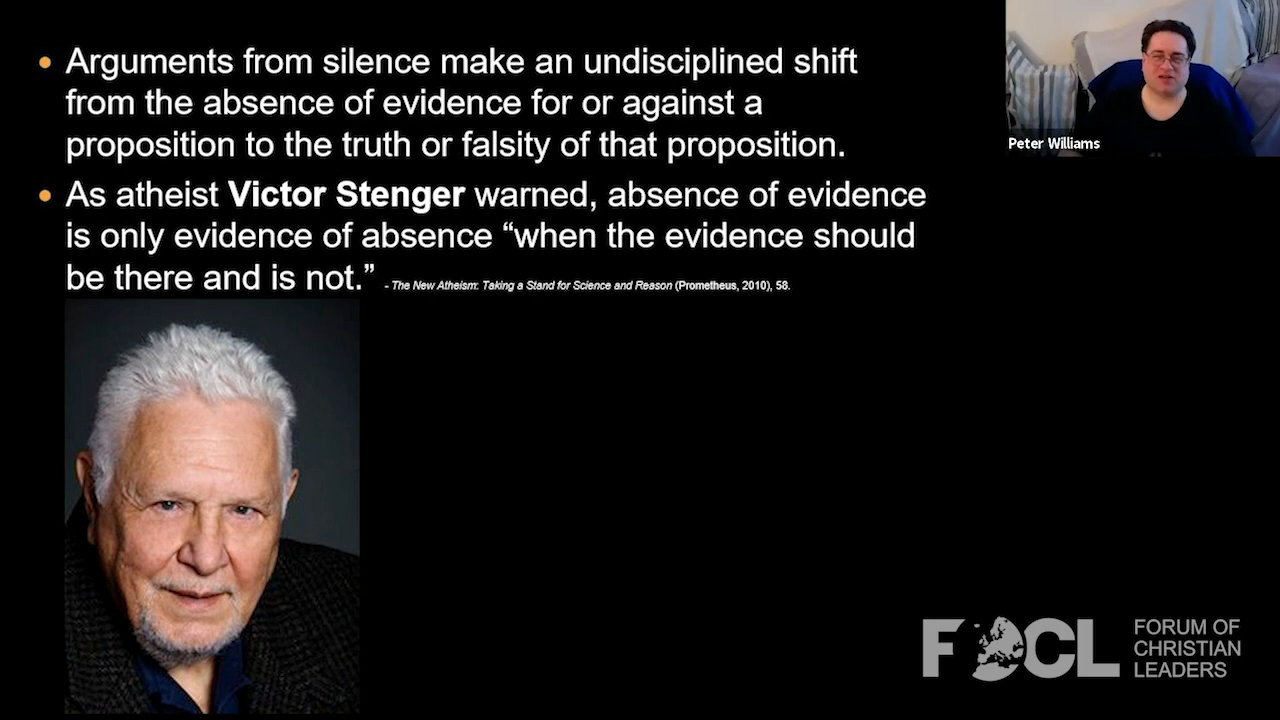 • Arguments from silence make an undisciplined shift
from the absence of evidence for or against a
proposition to the truth or falsity of that proposition.
• As atheist Victor Stenger warned, absence of evidence
is only evidence of absence “when the evidence should
be there and is not.” - The New Atheism: Taking a Stand for Science and Reason (Prometheus, 2010), 58.
Peter Williams
FOCL
FORUM OF
CHRISTIAN
LEADERS